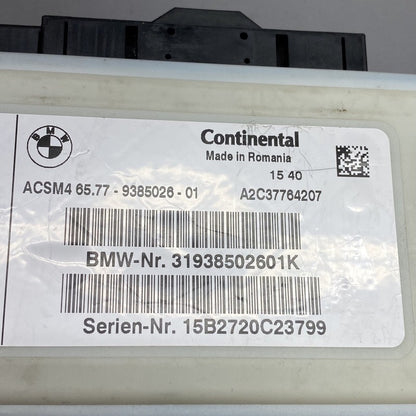 BMW
Continental
Made in Romania
15 40
ACSM4 65.77 - 9385026 - 01 A2C37764207
BMW-Nr. 31938502601K
Serien-Nr. 15B2720C23799